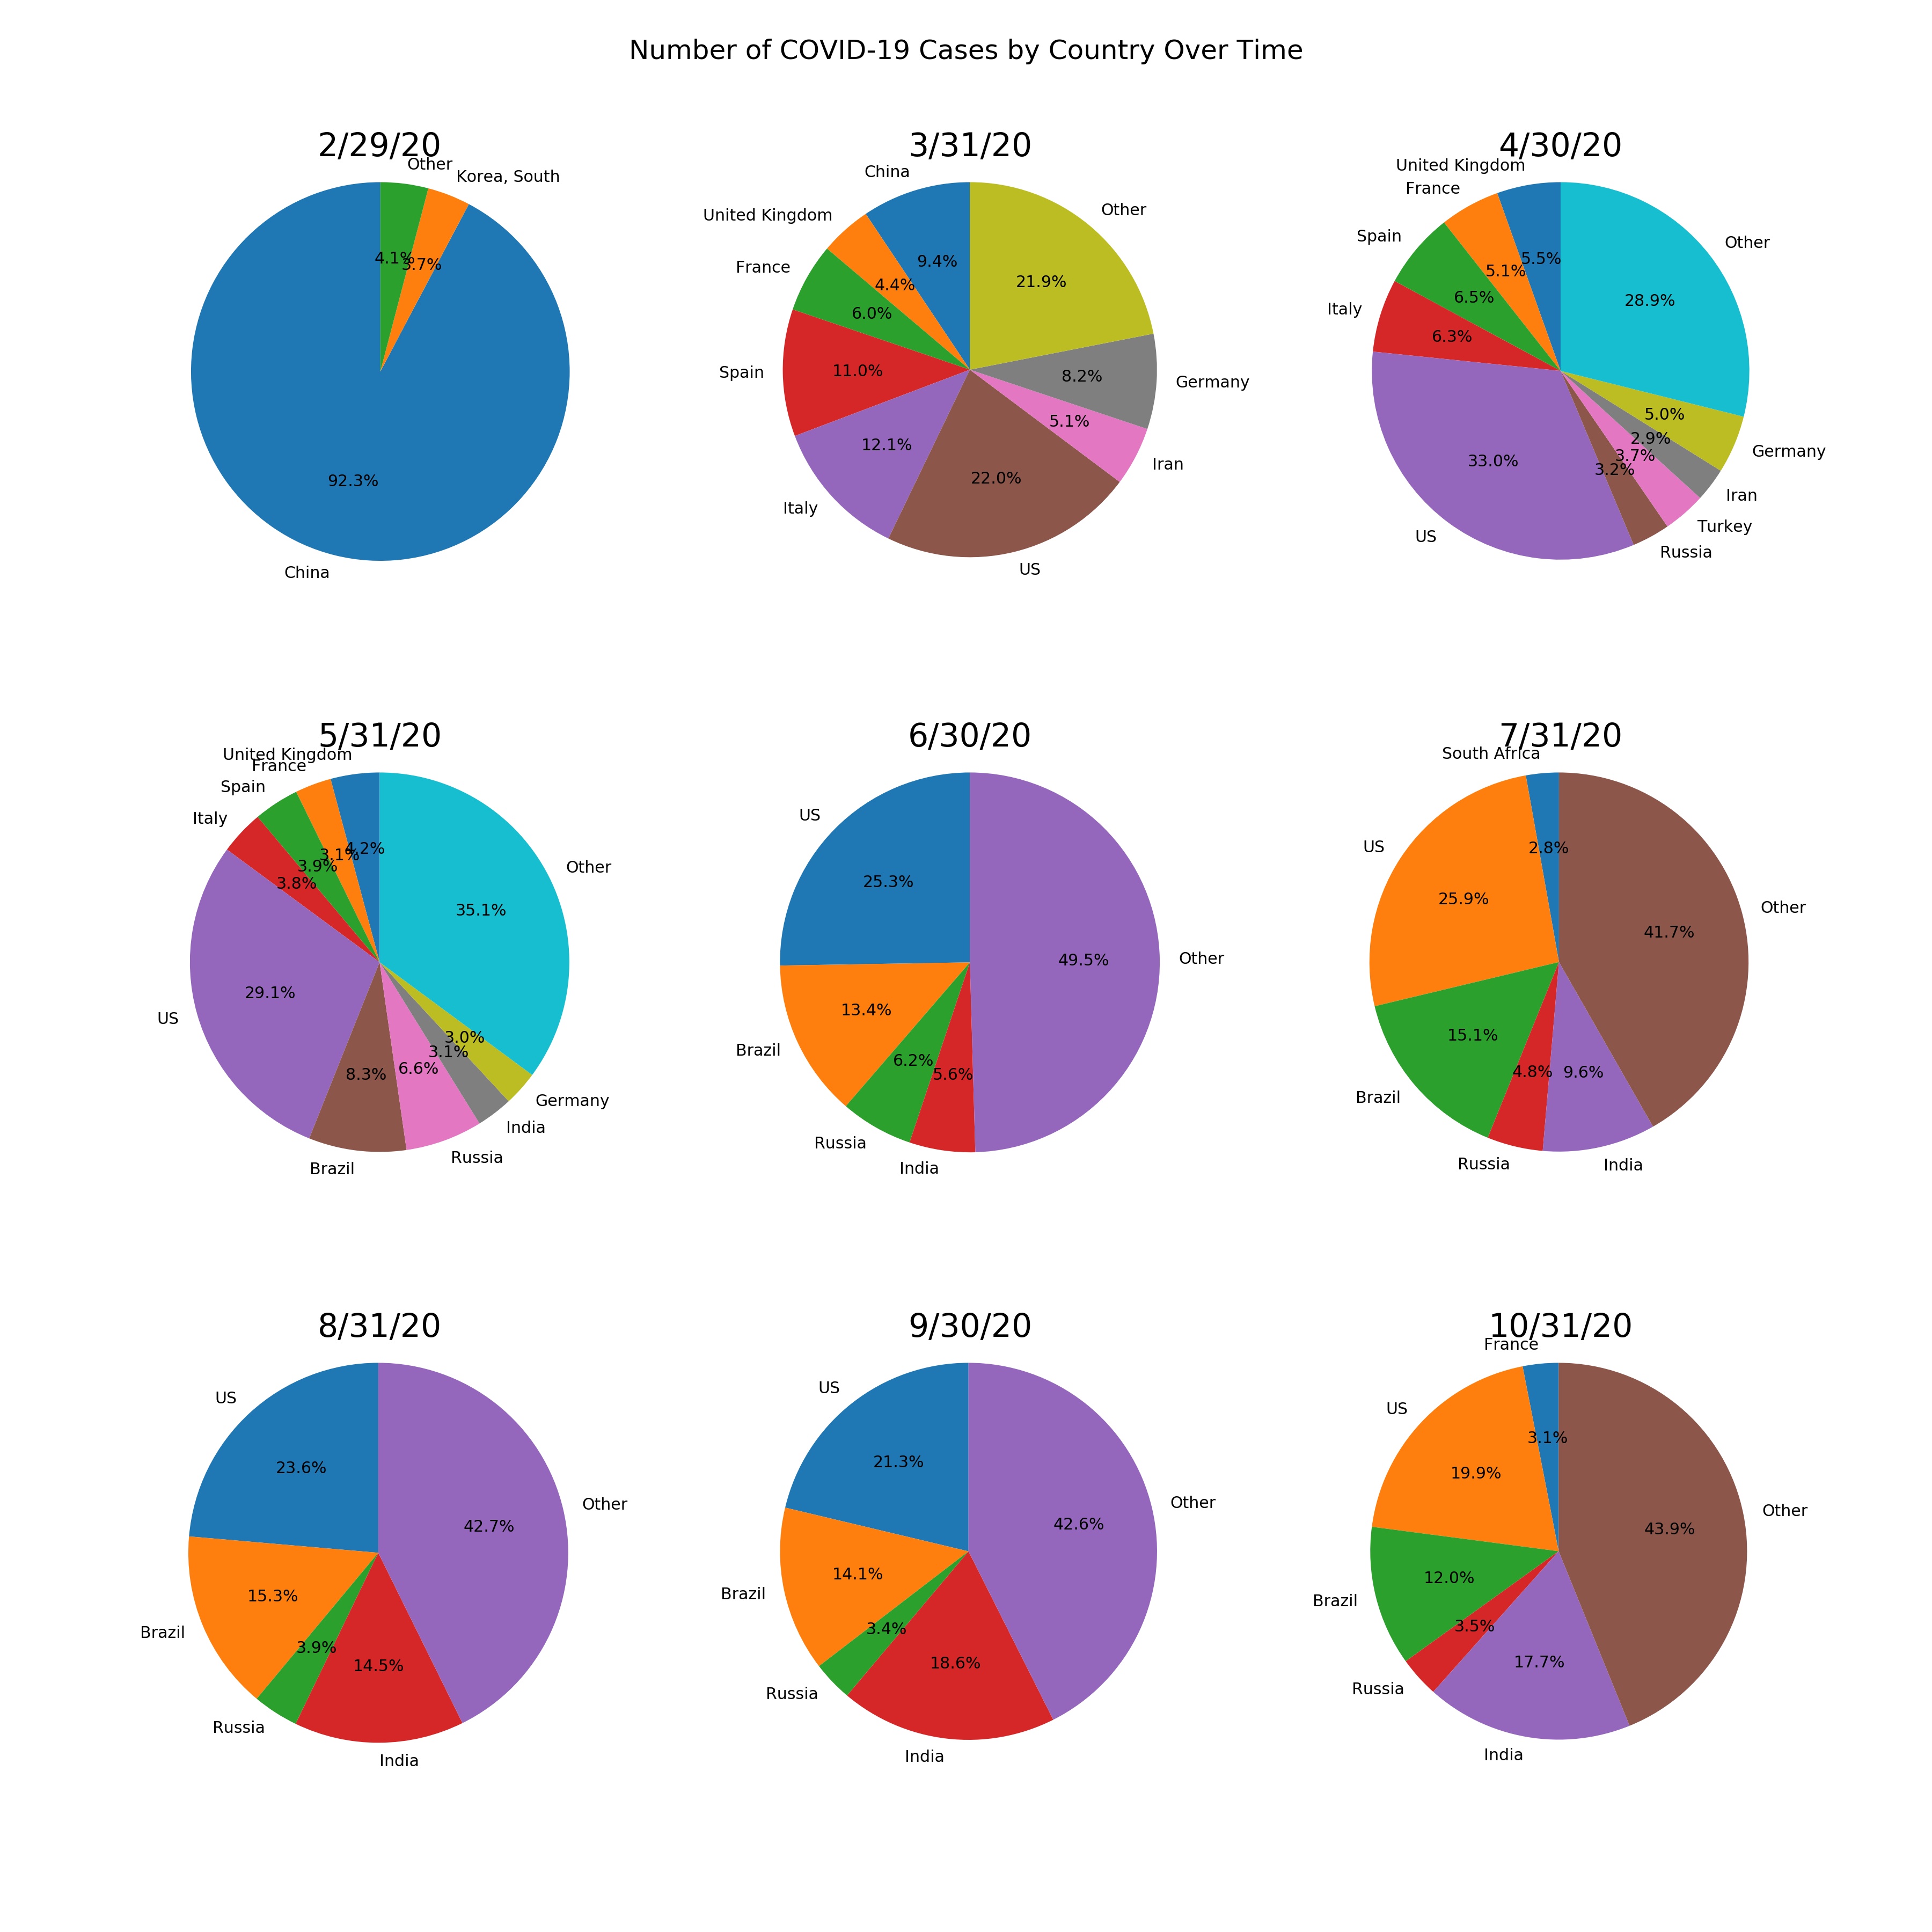 Number of COVID-19 Cases by Country Over Time
2/29/20
Other
Korea, South
4.1%
3.7%
92.3%
China
3/31/20
China
Other
United Kingdom
9.4%
21.9%
France
4.4%
6.0%
Spain
11.0%
8.2%
Germany
5.1%
12.1%
Iran
22.0%
Italy
US
4/30/20
United Kingdom
France
Spain
Other
5.5%
5.1%
6.5%
28.9%
Italy
6.3%
5.0%
2.9%
Germany
3.7%
33.0%
3.2%
Iran
Turkey
US
Russia
5/31/20
United Kingdom
France
Spain
Italy
4.2%
3.1%
3.9%
Other
3.8%
35.1%
29.1%
US
3.0%
3.1%
6.6%
8.3%
Germany
India
Russia
Brazil
6/30/20
US
25.3%
49.5%
Other
13.4%
Brazil
6.2%
5.6%
Russia
India
7/31/20
South Africa
US
2.8%
25.9%
Other
41.7%
15.1%
4.8%
9.6%
Brazil
Russia
India
8/31/20
US
23.6%
Other
42.7%
15.3%
Brazil
3.9%
14.5%
Russia
India
9/30/20
US
21.3%
Other
42.6%
14.1%
Brazil
3.4%
18.6%
Russia
India
10/31/20
France
US
3.1%
19.9%
Other
43.9%
12.0%
Brazil
3.5%
17.7%
Russia
India